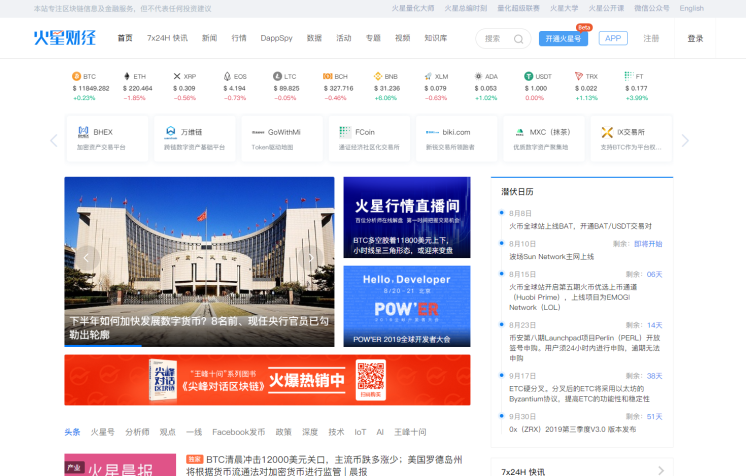 本站专注区块链信息及金融服务，但不代表任何投资建议
火星量化大师 火星总编时刻 量化超级联赛 火星大学 火星公开课 微信公众号 English
火星财经 首页 7x24H 快讯 新闻 行情 DappSpy 数据 活动 专题 视频 知识库 搜索 开通火星号 Beta APP 注册 登录
BTC ETH XRP EOS LTC BCH BNB XLM ADA USDT TRX FT
$ 11849.282 $ 220.464 $ 0.309 $ 4.194 $ 89.825 $ 327.716 $ 31.236 $ 0.079 $ 0.053 $ 1.000 $ 0.022 $ 0.177
+0.23% -1.85% -0.56% -0.73% -0.05% -0.46% +6.06% -0.63% +1.02% 0.00% +1.13% +3.99%
BHEX 万维链 GoWithMi FCoin biki.com MXC（抹茶） IX交易所
加密资产交易平台 跨链数字资产基础平台 Token驱动地图 通证经济社区化交易所 新锐交易所领跑者 优质数字资产聚集地 支持BTC作为平台权...
中国人民银行
下半年如何加快发展数字货币？8名前、现任央行官员已勾
勒出轮廓
火星行情直播间
百位分析师在线解盘 第一时间把握交易机会
BTC多空胶着11800美元上下，
小时线呈三角形态，或迎来变盘
Hello, Developer
8/20-21 北京
POW'ER
2019全球开发者大会
POW'ER 2019全球开发者大会
尖峰
对话
区块链
“王峰十问”系列图书
《尖峰对话区块链》
火爆热销中
扫码购买
潜伏日历
8月8日
火币全球站上线BAT，开通BAT/USDT交易对
8月10日 剩余： 即将开始
波场Sun Network主网上线
8月15日 剩余： 06天
火币全球站开启第五期火币优选上币通道
（Huobi Prime），上线项目为EMOGI
Network（LOL）
8月23日 剩余： 14天
币安第八期Launchpad项目Perlin（PERL）开放
签号申购。用户须24小时内进行申购，逾期无法
申购
9月17日 剩余： 38天
ETC硬分叉。分叉后的ETC将采用以太坊的
Byzantium协议、提高ETC的功能性和稳定性
9月30日 剩余： 51天
0x（ZRX）2019第三季度V3.0 版本发布
7x24H 快讯
头条 火星号 分析师 观点 一线 Facebook发币 政策 深度 技术 IoT AI 王峰十问
产业
火星晨报
独家 BTC清晨冲击12000美元关口，主流币跌多涨少；美国罗德岛州
将根据货币流通法对加密货币进行监管 | 晨报